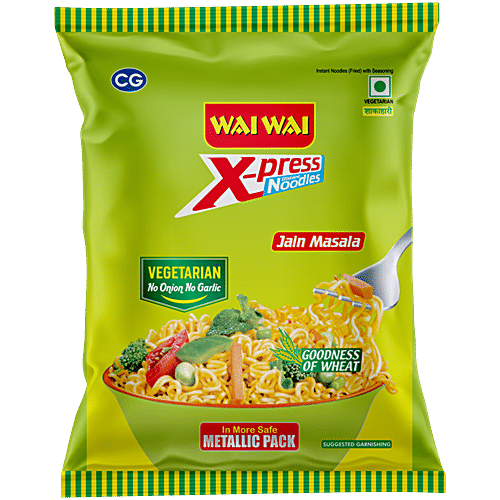 CG
Instant Noodles (Fried) with Seasoning
VEGETARIAN
शाकाहारी
WAI WAI
X-press
Instant
Noodles
Jain Masala
VEGETARIAN
No Onion No Garlic
GOODNESS
OF WHEAT
In More Safe
METALLIC PACK
SUGGESTED GARNISHING